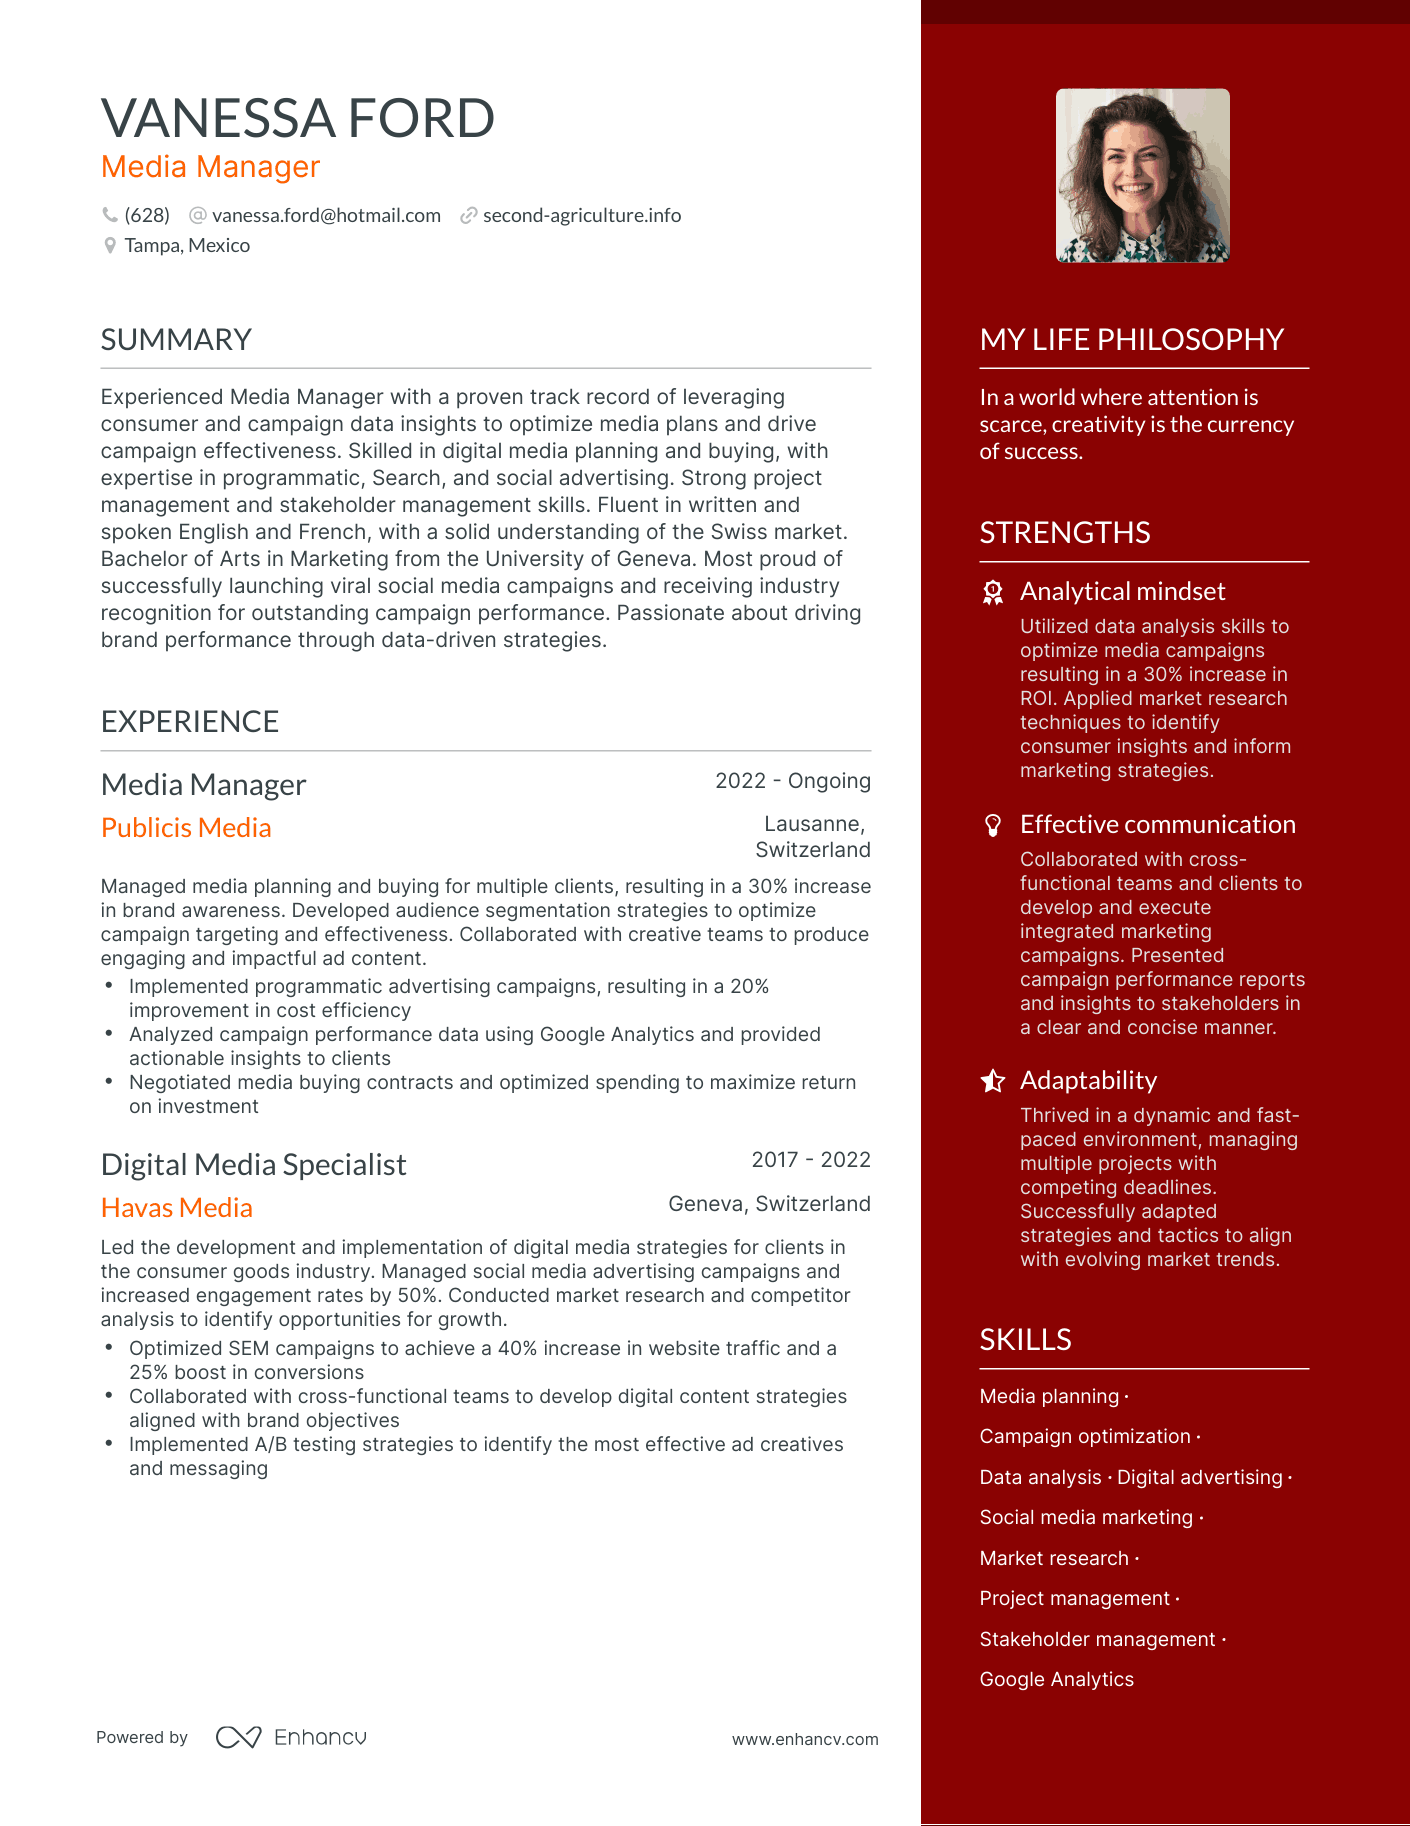 VANESSA FORD
Media Manager
(628) vanessa.ford@hotmail.com second-agriculture.info
Tampa, Mexico
SUMMARY
Experienced Media Manager with a proven track record of leveraging
consumer and campaign data insights to optimize media plans and drive
campaign effectiveness. Skilled in digital media planning and buying, with
expertise in programmatic, Search, and social advertising. Strong project
management and stakeholder management skills. Fluent in written and
spoken English and French, with a solid understanding of the Swiss market.
Bachelor of Arts in Marketing from the University of Geneva. Most proud of
successfully launching viral social media campaigns and receiving industry
recognition for outstanding campaign performance. Passionate about driving
brand performance through data-driven strategies.
EXPERIENCE
Media Manager 2022 - Ongoing
Publicis Media Lausanne,
Switzerland
Managed media planning and buying for multiple clients, resulting in a 30% increase
in brand awareness. Developed audience segmentation strategies to optimize
campaign targeting and effectiveness. Collaborated with creative teams to produce
engaging and impactful ad content.
• Implemented programmatic advertising campaigns, resulting in a 20%
improvement in cost efficiency
• Analyzed campaign performance data using Google Analytics and provided
actionable insights to clients
• Negotiated media buying contracts and optimized spending to maximize return
on investment
Digital Media Specialist 2017 - 2022
Havas Media Geneva, Switzerland
Led the development and implementation of digital media strategies for clients in
the consumer goods industry. Managed social media advertising campaigns and
increased engagement rates by 50%. Conducted market research and competitor
analysis to identify opportunities for growth.
• Optimized SEM campaigns to achieve a 40% increase in website traffic and a
25% boost in conversions
• Collaborated with cross-functional teams to develop digital content strategies
aligned with brand objectives
• Implemented A/B testing strategies to identify the most effective ad creatives
and messaging
MY LIFE PHILOSOPHY
In a world where attention is
scarce, creativity is the currency
of success.
STRENGTHS
Analytical mindset
Utilized data analysis skills to
optimize media campaigns
resulting in a 30% increase in
ROI. Applied market research
techniques to identify
consumer insights and inform
marketing strategies.
Effective communication
Collaborated with cross-
functional teams and clients to
develop and execute
integrated marketing
campaigns. Presented
campaign performance reports
and insights to stakeholders in
a clear and concise manner.
Adaptability
Thrived in a dynamic and fast-
paced environment, managing
multiple projects with
competing deadlines.
Successfully adapted
strategies and tactics to align
with evolving market trends.
SKILLS
Media planning ·
Campaign optimization ·
Data analysis · Digital advertising ·
Social media marketing ·
Market research ·
Project management ·
Stakeholder management ·
Google Analytics
Powered by Enhancv www.enhancv.com